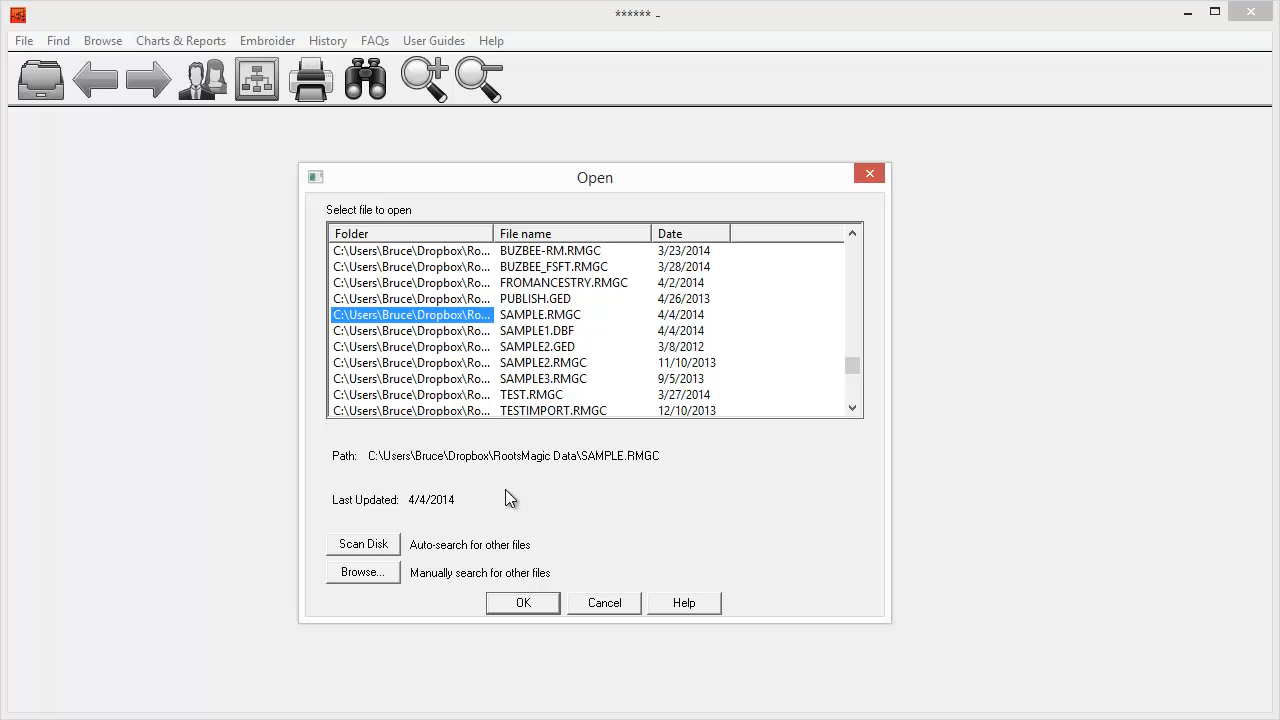 ****** -
File Find Browse Charts & Reports Embroider History FAQs User Guides Help
Open
Select file to open
Folder File name Date
C:\Users\Bruce\Dropbox\Ro... BUZBEE-RM.RMGC 3/23/2014
C:\Users\Bruce\Dropbox\Ro... BUZBEE_FSFT.RMGC 3/28/2014
C:\Users\Bruce\Dropbox\Ro... FROMANCESTRY.RMGC 4/2/2014
C:\Users\Bruce\Dropbox\Ro... PUBLISH.GED 4/26/2013
C:\Users\Bruce\Dropbox\Ro... SAMPLE.RMGC 4/4/2014
C:\Users\Bruce\Dropbox\Ro... SAMPLE1.DBF 4/4/2014
C:\Users\Bruce\Dropbox\Ro... SAMPLE2.GED 3/8/2012
C:\Users\Bruce\Dropbox\Ro... SAMPLE2.RMGC 11/10/2013
C:\Users\Bruce\Dropbox\Ro... SAMPLE3.RMGC 9/5/2013
C:\Users\Bruce\Dropbox\Ro... TEST.RMGC 3/27/2014
C:\Users\Bruce\Dropbox\Ro... TESTIMPORT.RMGC 12/10/2013
Path: C:\Users\Bruce\Dropbox\RootsMagic Data\SAMPLE.RMGC
Last Updated: 4/4/2014
Scan Disk Auto-search for other files
Browse... Manually search for other files
OK Cancel Help